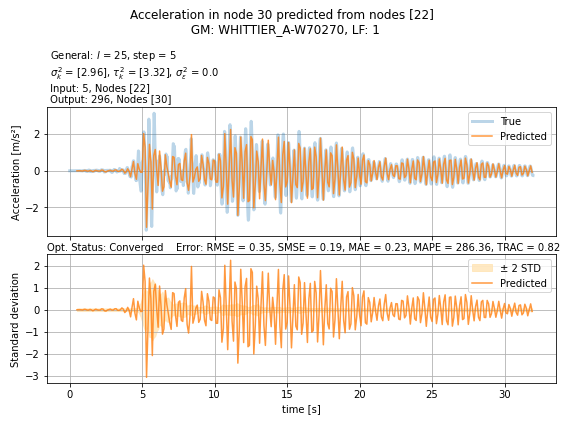 Acceleration in node 30 predicted from nodes [22]
GM: WHITTIER_A-W70270, LF: 1
General: l = 25, step = 5
σ²ₖ = [2.96], τ²ₖ = [3.32], σ²ε = 0.0
Input: 5, Nodes [22]
Output: 296, Nodes [30]
Acceleration [m/s²]
2
0
−2
True
Predicted
Opt. Status: Converged Error: RMSE = 0.35, SMSE = 0.19, MAE = 0.23, MAPE = 286.36, TRAC = 0.82
Standard deviation
2
1
0
−1
−2
−3
± 2 STD
Predicted
0 5 10 15 20 25 30
time [s]